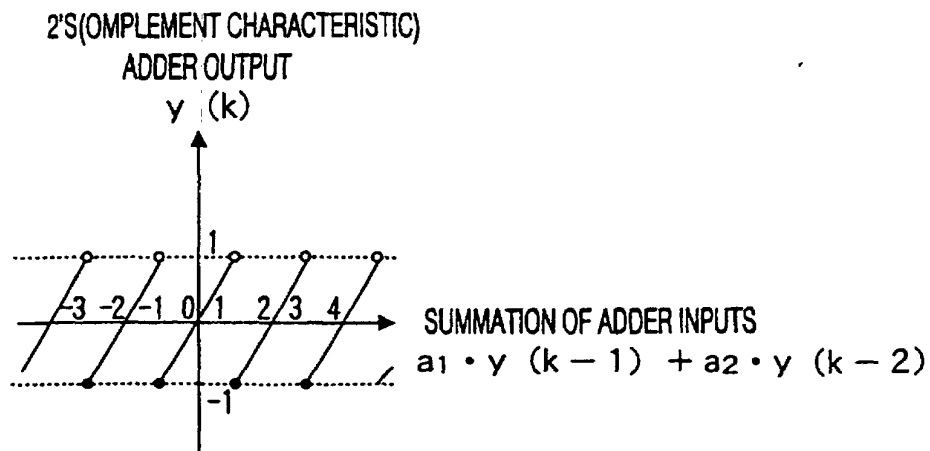 2'S(OMPLEMENT CHARACTERISTIC)
ADDER OUTPUT
y (k)
1
-3 -2 -1 0 1 2 3 4
SUMMATION OF ADDER INPUTS
a1 · y (k − 1) + a2 · y (k − 2)
-1